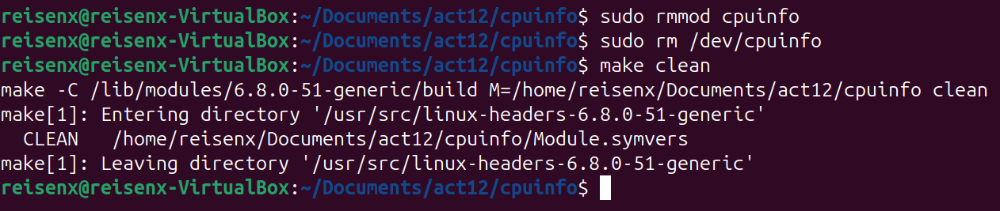 reisenx@reisenx-VirtualBox:~/Documents/act12/cpuinfo$ sudo rmmod cpuinfo
reisenx@reisenx-VirtualBox:~/Documents/act12/cpuinfo$ sudo rm /dev/cpuinfo
reisenx@reisenx-VirtualBox:~/Documents/act12/cpuinfo$ make clean
make -C /lib/modules/6.8.0-51-generic/build M=/home/reisenx/Documents/act12/cpuinfo clean
make[1]: Entering directory '/usr/src/linux-headers-6.8.0-51-generic'
  CLEAN   /home/reisenx/Documents/act12/cpuinfo/Module.symvers
make[1]: Leaving directory '/usr/src/linux-headers-6.8.0-51-generic'
reisenx@reisenx-VirtualBox:~/Documents/act12/cpuinfo$